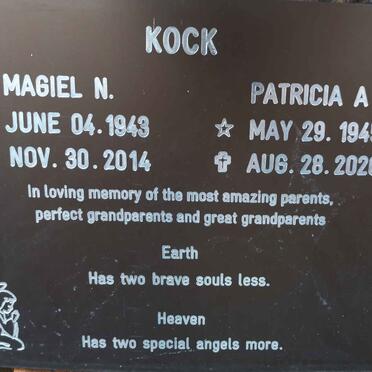 KOCK
MAGIEL N. PATRICIA A
JUNE 04.1943 MAY 29.1945
NOV.30.2014 AUG.28.2020
In loving memory of the most amazing parents,
perfect grandparents and great grandparents
Earth
Has two brave souls less.
Heaven
Has two special angels more.